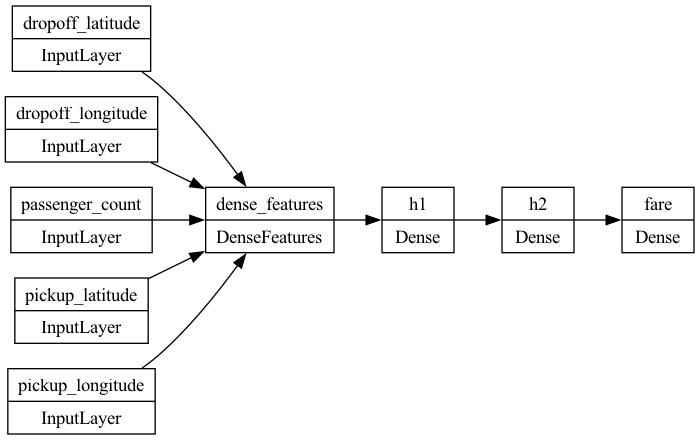 dropoff_latitude
InputLayer
dropoff_longitude
InputLayer
passenger_count
InputLayer
pickup_latitude
InputLayer
pickup_longitude
InputLayer
dense_features
DenseFeatures
h1
Dense
h2
Dense
fare
Dense